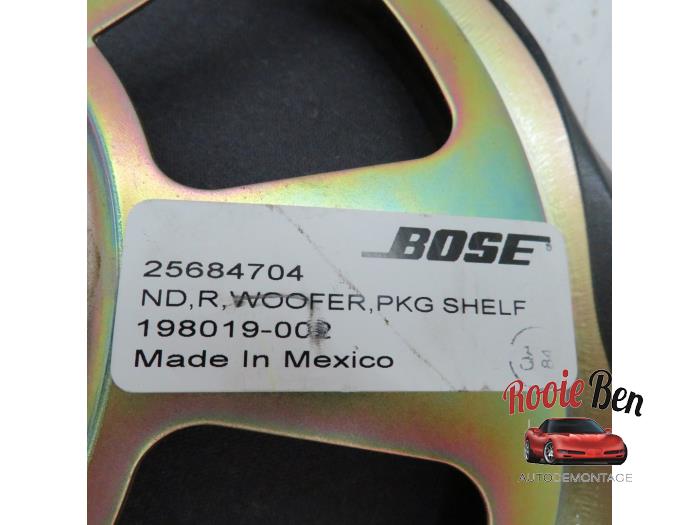 BOSE
25684704
ND,R,WOOFER,PKG SHELF
198019-002
Made In Mexico
Rooie Ben
AUTODEMONTAGE